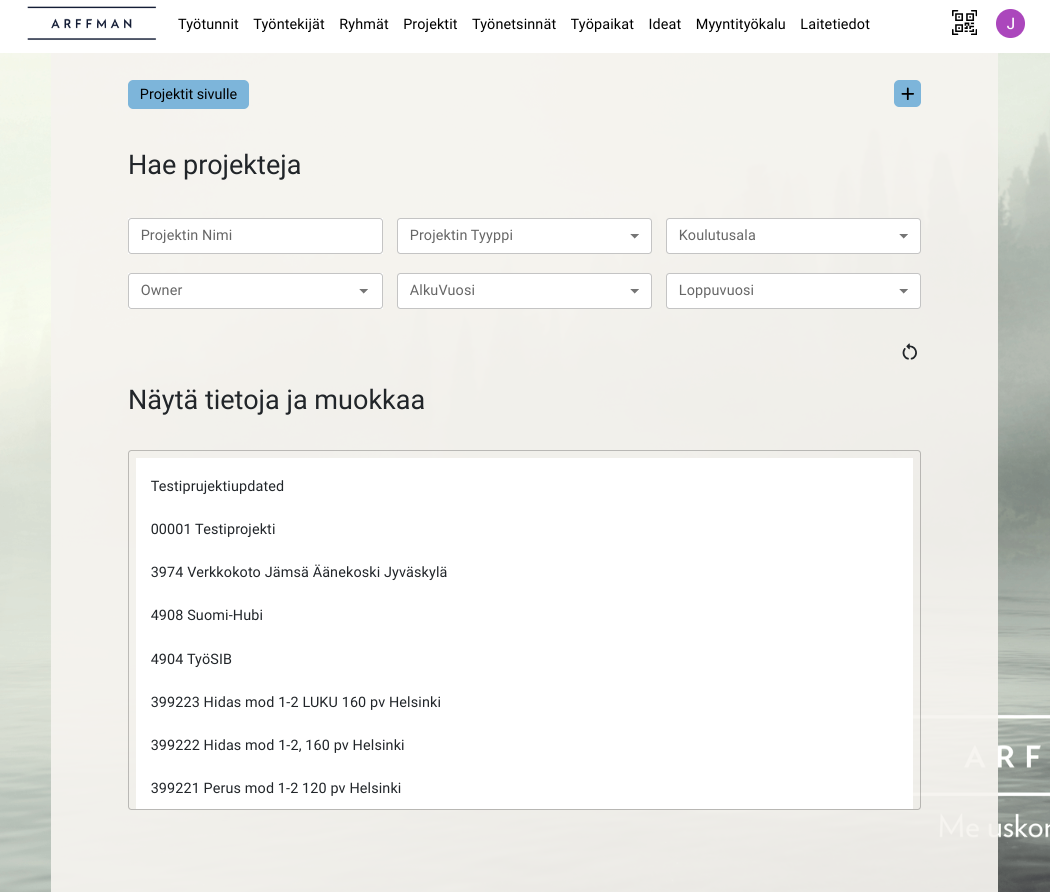 ARFFMAN
Työtunnit Työntekijät Ryhmät Projektit Työnetsinnät Työpaikat Ideat Myyntityökalu Laitetiedot
J
Projektit sivulle
+
Hae projekteja
Projektin Nimi
Projektin Tyyppi
Koulutusala
Owner
AlkuVuosi
Loppuvuosi
Näytä tietoja ja muokkaa
Testiprujektiupdated
00001 Testiprojekti
3974 Verkkokoto Jämsä Äänekoski Jyväskylä
4908 Suomi-Hubi
4904 TyöSIB
399223 Hidas mod 1-2 LUKU 160 pv Helsinki
399222 Hidas mod 1-2, 160 pv Helsinki
399221 Perus mod 1-2 120 pv Helsinki
ARF
Me uskor